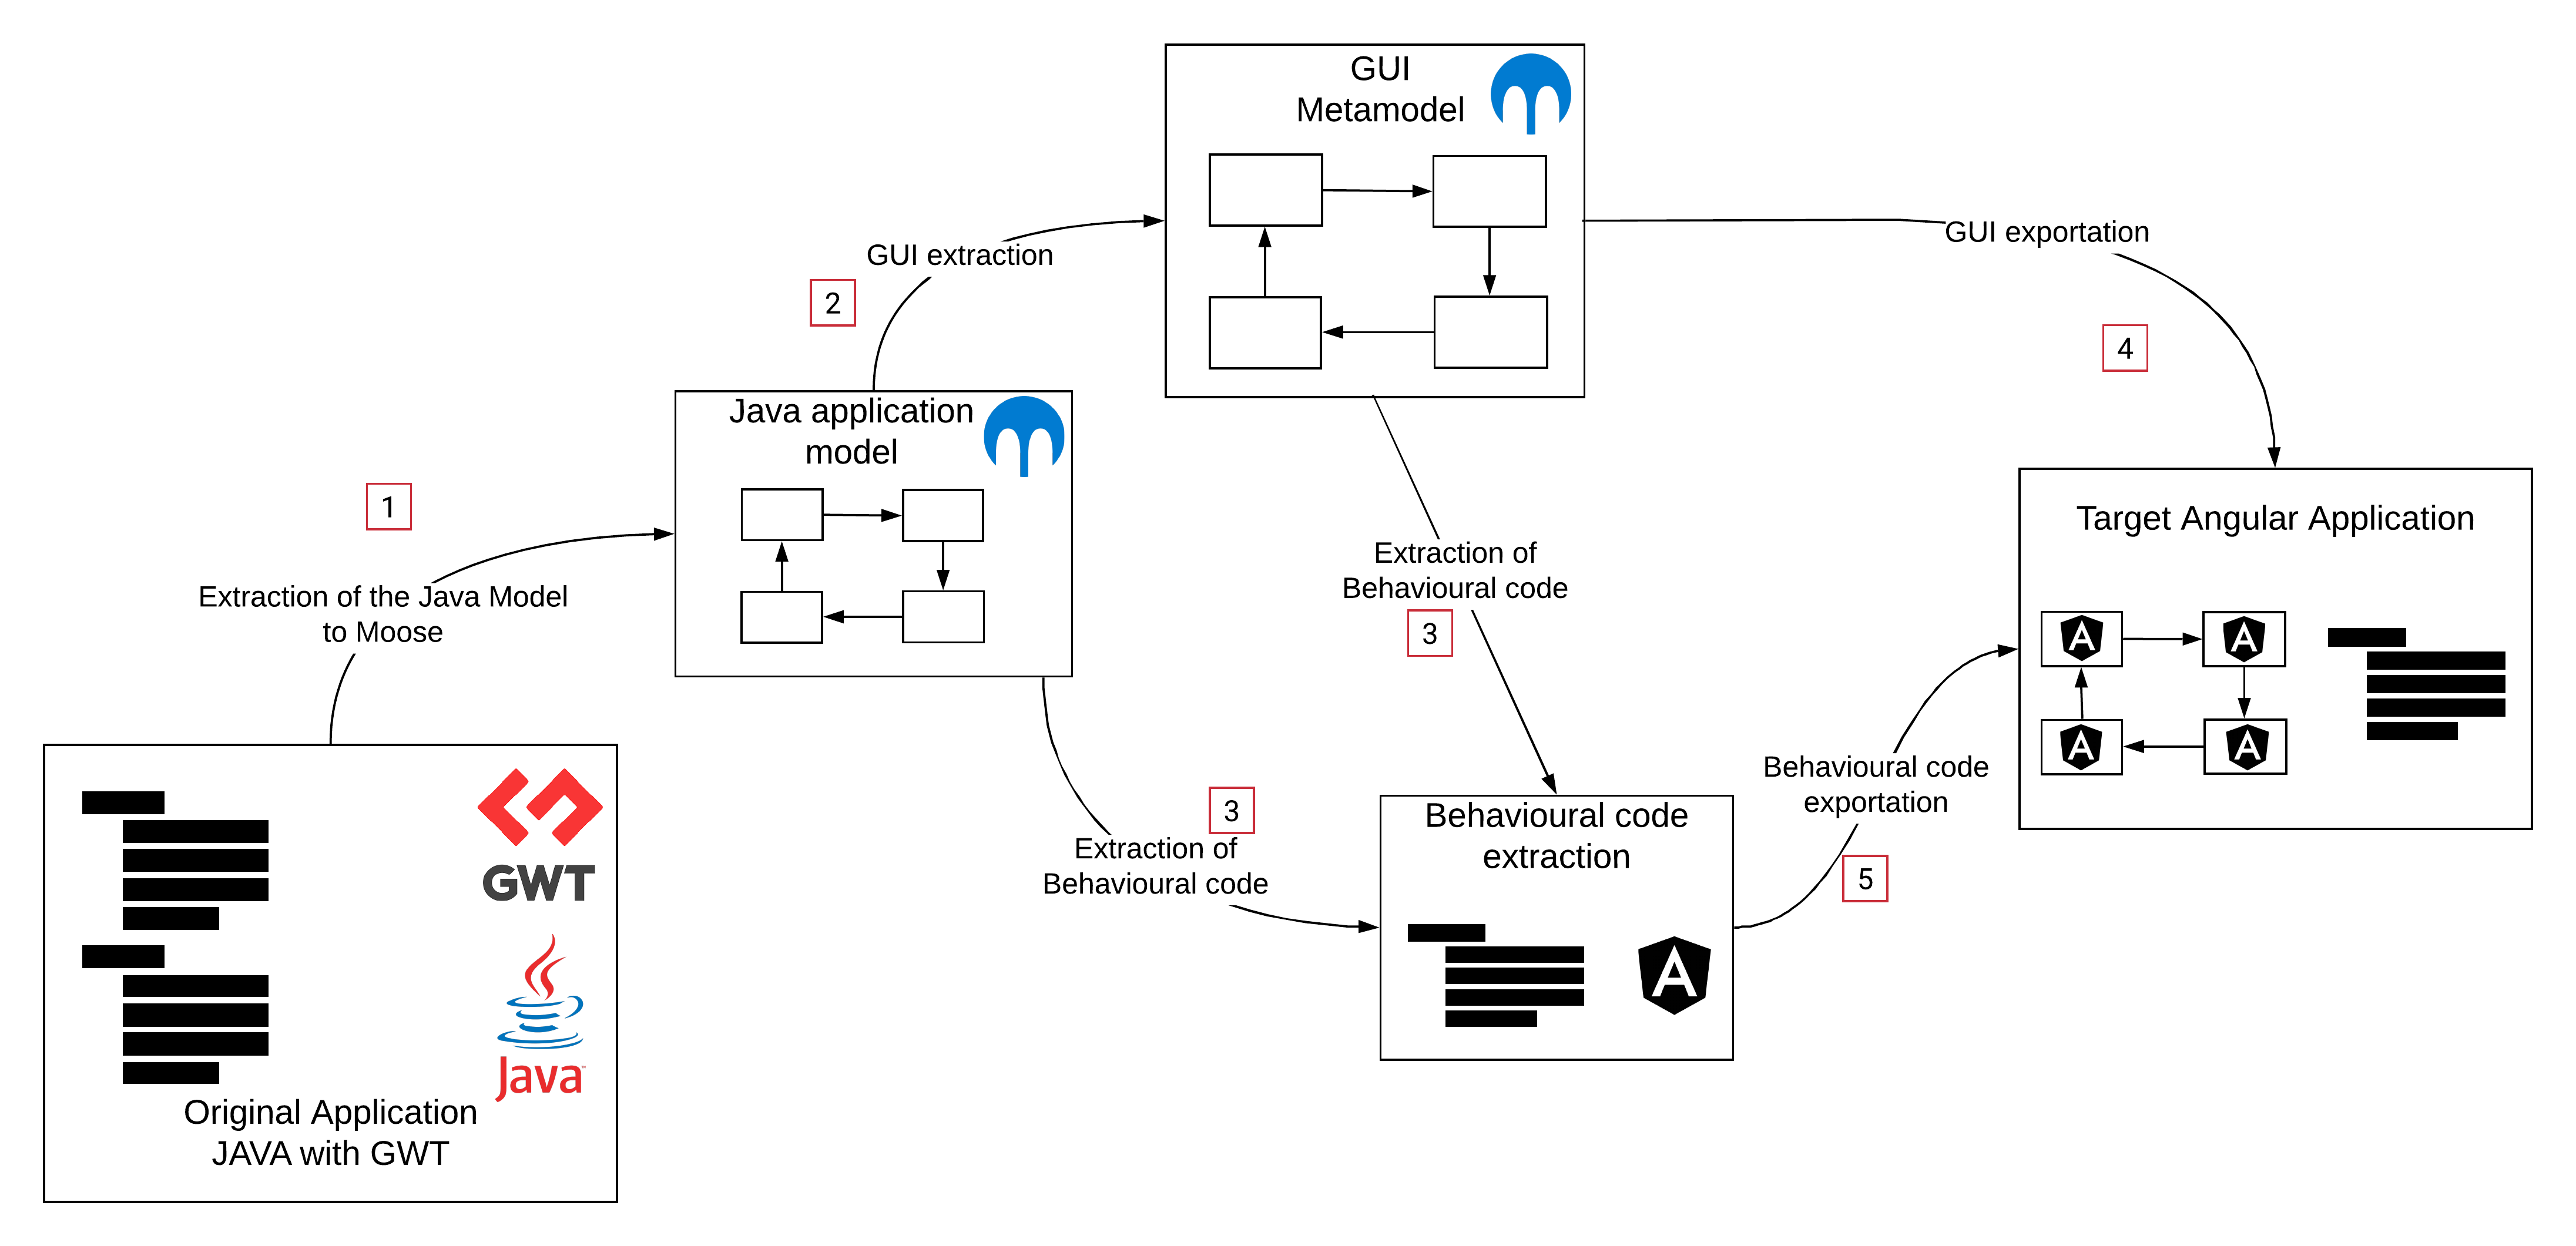 GUI
Metamodel
GUI extraction
GUI exportation
2
4
Java application
model
1
Extraction of the Java Model
to Moose
Extraction of
Behavioural code
3
Target Angular Application
A
A
A
A
GWT
Java
Original Application
JAVA with GWT
3
Extraction of
Behavioural code
Behavioural code
extraction
A
Behavioural code
exportation
5